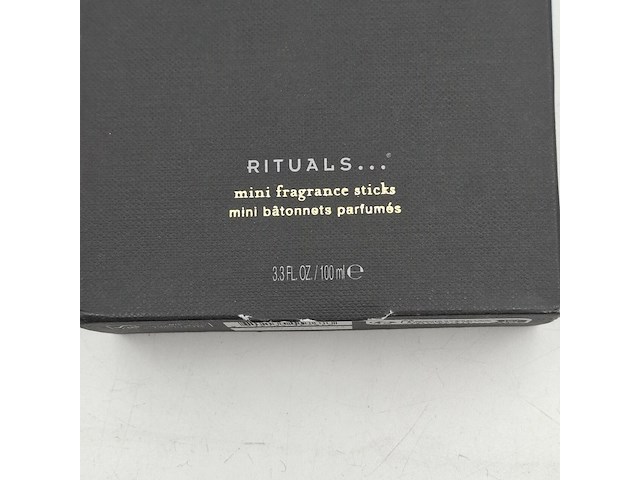 RITUALS...®
mini fragrance sticks
mini bâtonnets parfumés
3.3 FL. OZ. / 100 ml ℮